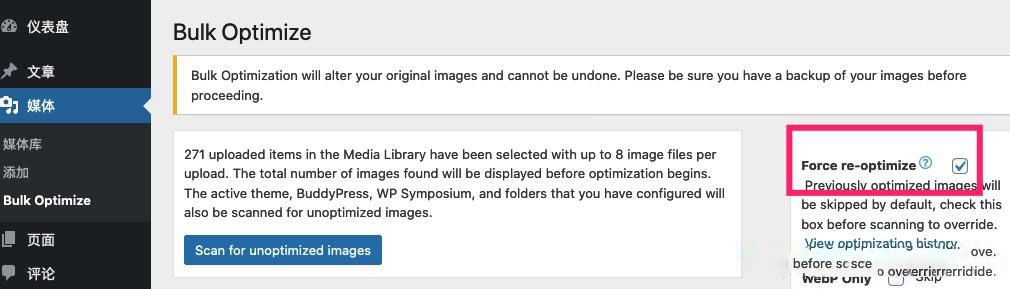 仪表盘
文章
媒体
媒体库
添加
Bulk Optimize
页面
评论
Bulk Optimize
Bulk Optimization will alter your original images and cannot be undone. Please be sure you have a backup of your images before
proceeding.
271 uploaded items in the Media Library have been selected with up to 8 image files per
upload. The total number of images found will be displayed before optimization begins.
The active theme, BuddyPress, WP Symposium, and folders that you have configured will
also be scanned for unoptimized images.
Scan for unoptimized images
Force re-optimize ?
Previously optimized images will
be skipped by default, check this
box before scanning to override.
View optimization history.
ove.
before
WebP Only Skip